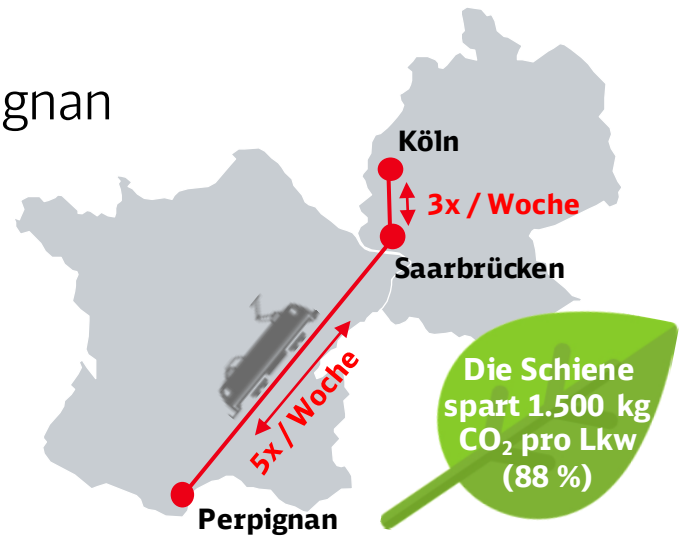 gnan
Köln
3x / Woche
Saarbrücken
5x / Woche
Die Schiene
spart 1.500 kg
CO₂ pro Lkw
(88 %)
Perpignan